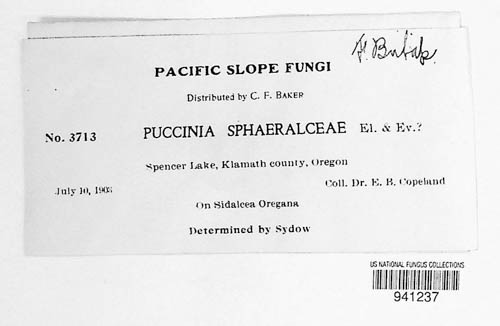 PACIFIC SLOPE FUNGI
Distributed by C. F. BAKER
No. 3713 PUCCINIA SPHAERALCEAE El. & Ev.?
Spencer Lake, Klamath county, Oregon
July 10, 1903 Coll. Dr. E. B. Copeland
On Sidalcea Oregana
Determined by Sydow
US NATIONAL FUNGUS COLLECTIONS
941237